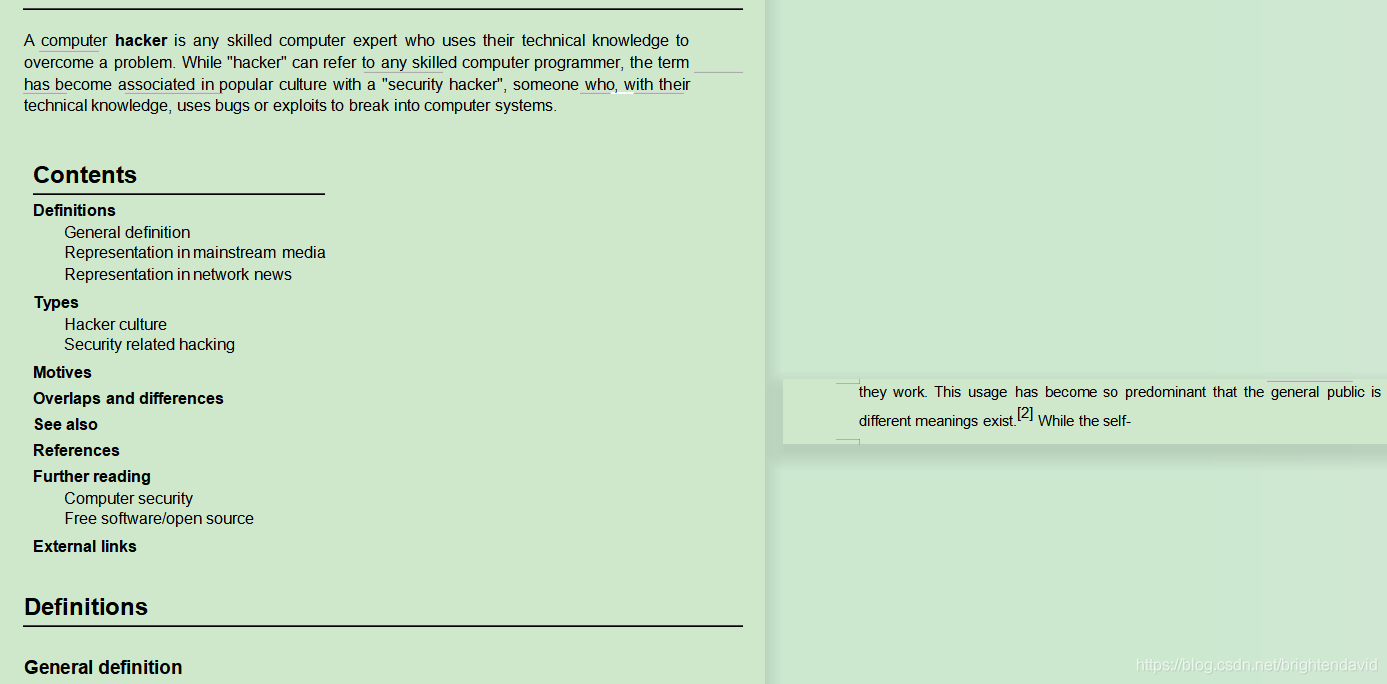 A computer hacker is any skilled computer expert who uses their technical knowledge to
overcome a problem. While "hacker" can refer to any skilled computer programmer, the term
has become associated in popular culture with a "security hacker", someone who, with their
technical knowledge, uses bugs or exploits to break into computer systems.
Contents
Definitions
General definition
Representation in mainstream media
Representation in network news
Types
Hacker culture
Security related hacking
Motives
Overlaps and differences
See also
References
Further reading
Computer security
Free software/open source
External links
Definitions
General definition
they work. This usage has become so predominant that the general public is
different meanings exist.[2] While the self-
https://blog.csdn.net/brightendavid